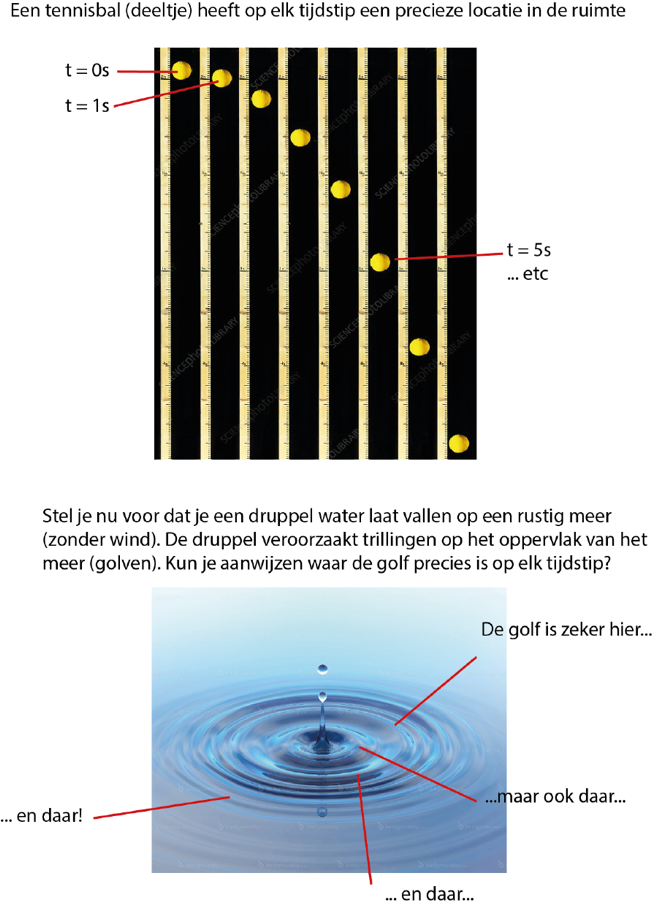 Een tennisbal (deeltje) heeft op elk tijdstip een precieze locatie in de ruimte
t = 0s
t = 1s
t = 5s
... etc
SCIENCEphotoLIBRARY
Stel je nu voor dat je een druppel water laat vallen op een rustig meer
(zonder wind). De druppel veroorzaakt trillingen op het oppervlak van het
meer (golven). Kun je aanwijzen waar de golf precies is op elk tijdstip?
De golf is zeker hier...
...maar ook daar...
... en daar!
... en daar...